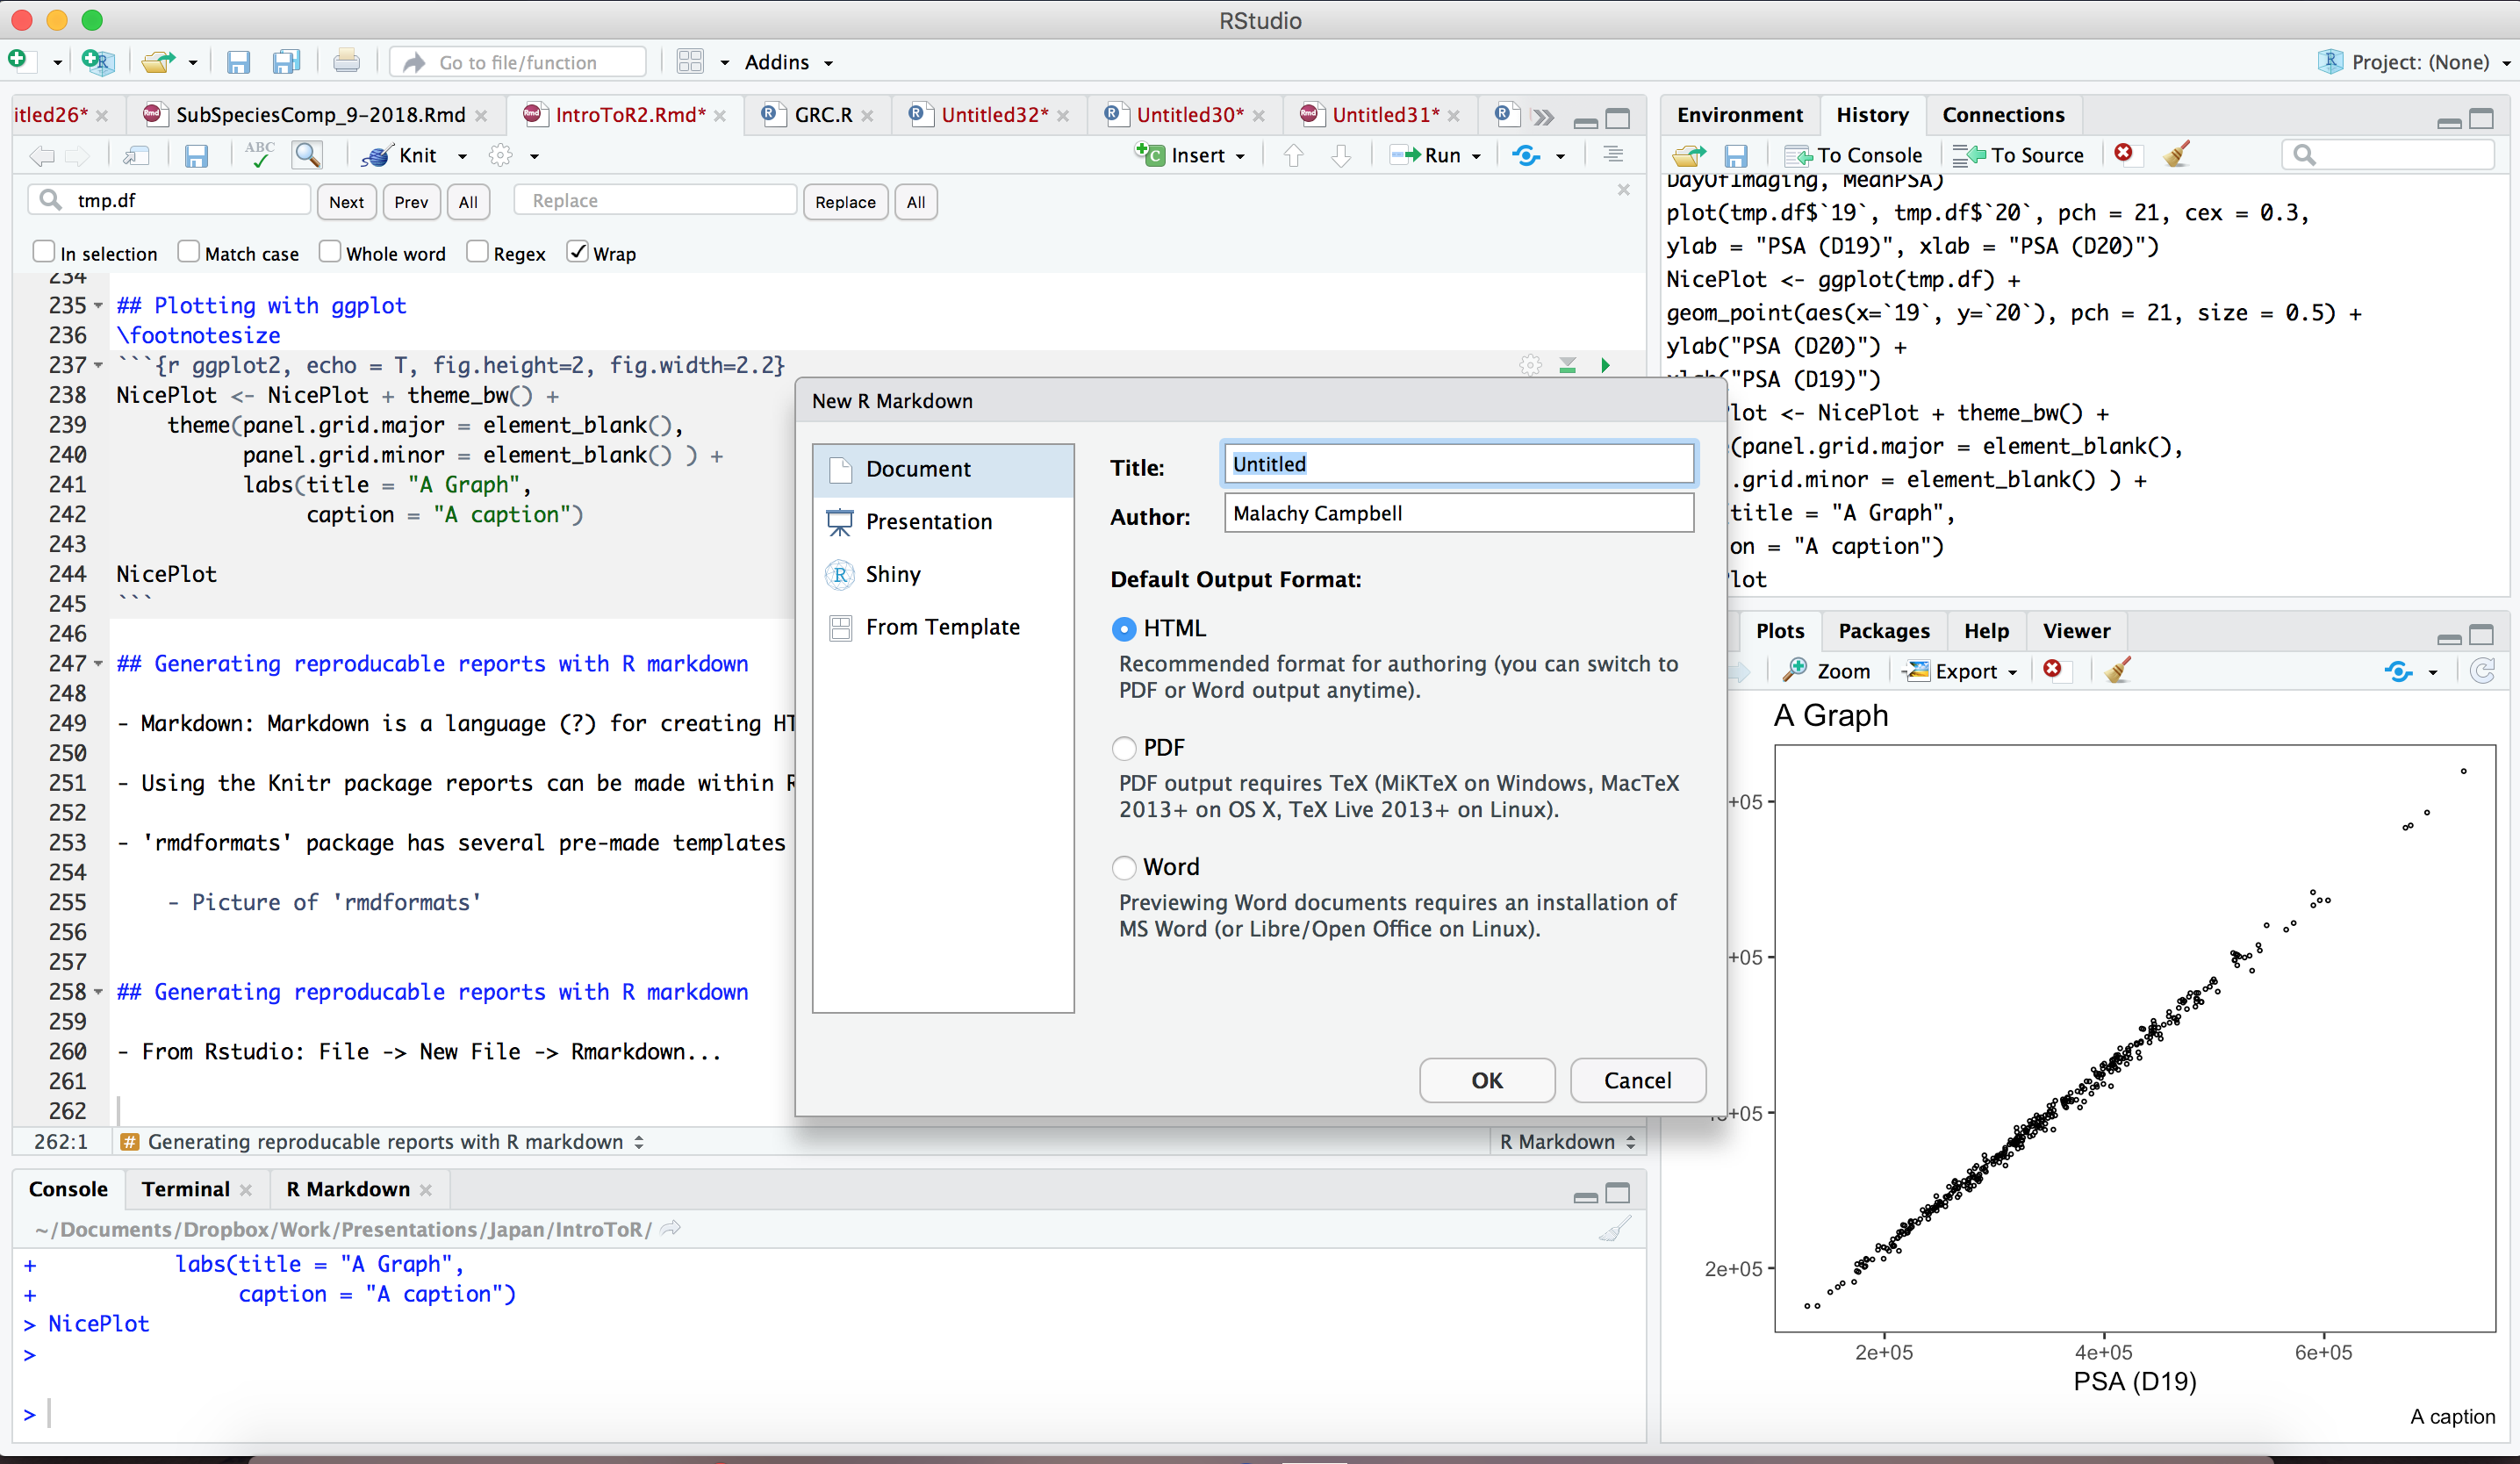 RStudio
Go to file/function
Addins
Project: (None)
itled26*
SubSpeciesComp_9-2018.Rmd
IntroToR2.Rmd*
GRC.R
Untitled32*
Untitled30*
Untitled31*
ABC
Knit
Insert
Run
tmp.df
Next
Prev
All
Replace
Replace
All
In selection
Match case
Whole word
Regex
Wrap
234
235 ## Plotting with ggplot
236 \footnotesize
237 ```{r ggplot2, echo = T, fig.height=2, fig.width=2.2}
238 NicePlot <- NicePlot + theme_bw() +
239 theme(panel.grid.major = element_blank(),
240 panel.grid.minor = element_blank() ) +
241 labs(title = "A Graph",
242 caption = "A caption")
243
244 NicePlot
245 ```
246
247 ## Generating reproducable reports with R markdown
248
249 - Markdown: Markdown is a language (?) for creating HT
250
251 - Using the Knitr package reports can be made within R
252
253 - 'rmdformats' package has several pre-made templates
254
255 - Picture of 'rmdformats'
256
257
258 ## Generating reproducable reports with R markdown
259
260 - From Rstudio: File -> New File -> Rmarkdown...
261
262
262:1
# Generating reproducable reports with R markdown
R Markdown
New R Markdown
Document
Presentation
Shiny
From Template
Title:
Untitled
Author:
Malachy Campbell
Default Output Format:
HTML
Recommended format for authoring (you can switch to
PDF or Word output anytime).
PDF
PDF output requires TeX (MiKTeX on Windows, MacTeX
2013+ on OS X, TeX Live 2013+ on Linux).
Word
Previewing Word documents requires an installation of
MS Word (or Libre/Open Office on Linux).
OK
Cancel
Console
Terminal
R Markdown
~/Documents/Dropbox/Work/Presentations/Japan/IntroToR/
+ labs(title = "A Graph",
+ caption = "A caption")
> NicePlot
>
>
Environment
History
Connections
To Console
To Source
DayOfImaging, MeanPSA)
plot(tmp.df$`19`, tmp.df$`20`, pch = 21, cex = 0.3,
ylab = "PSA (D19)", xlab = "PSA (D20)")
NicePlot <- ggplot(tmp.df) +
geom_point(aes(x=`19`, y=`20`), pch = 21, size = 0.5) +
ylab("PSA (D20)") +
xlab("PSA (D19)")
lot <- NicePlot + theme_bw() +
(panel.grid.major = element_blank(),
.grid.minor = element_blank() ) +
title = "A Graph",
on = "A caption")
lot
Plots
Packages
Help
Viewer
Zoom
Export
A Graph
+05
+05
+05
2e+05
2e+05
4e+05
6e+05
PSA (D19)
A caption